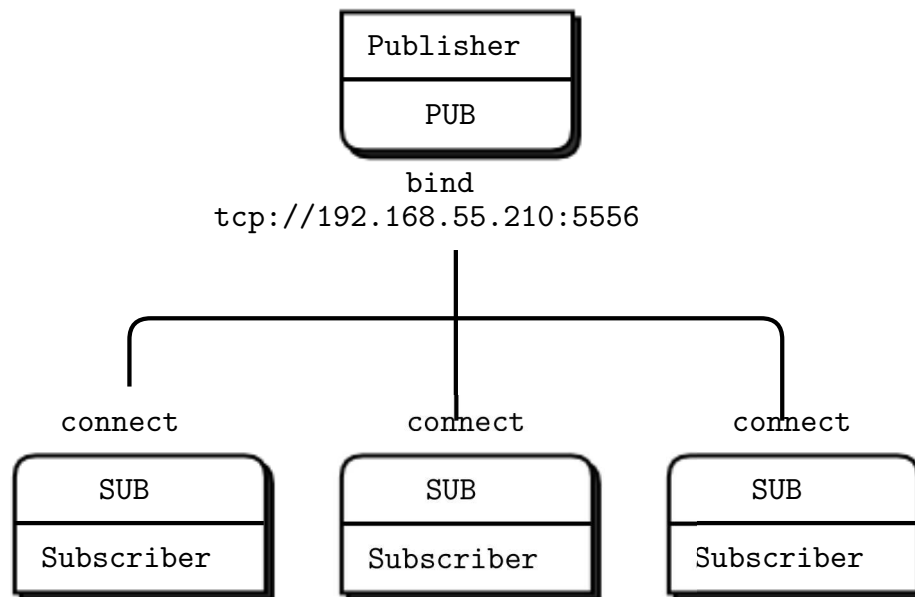 Publisher
PUB
bind
tcp://192.168.55.210:5556
connect connect connect
SUB SUB SUB
Subscriber Subscriber Subscriber